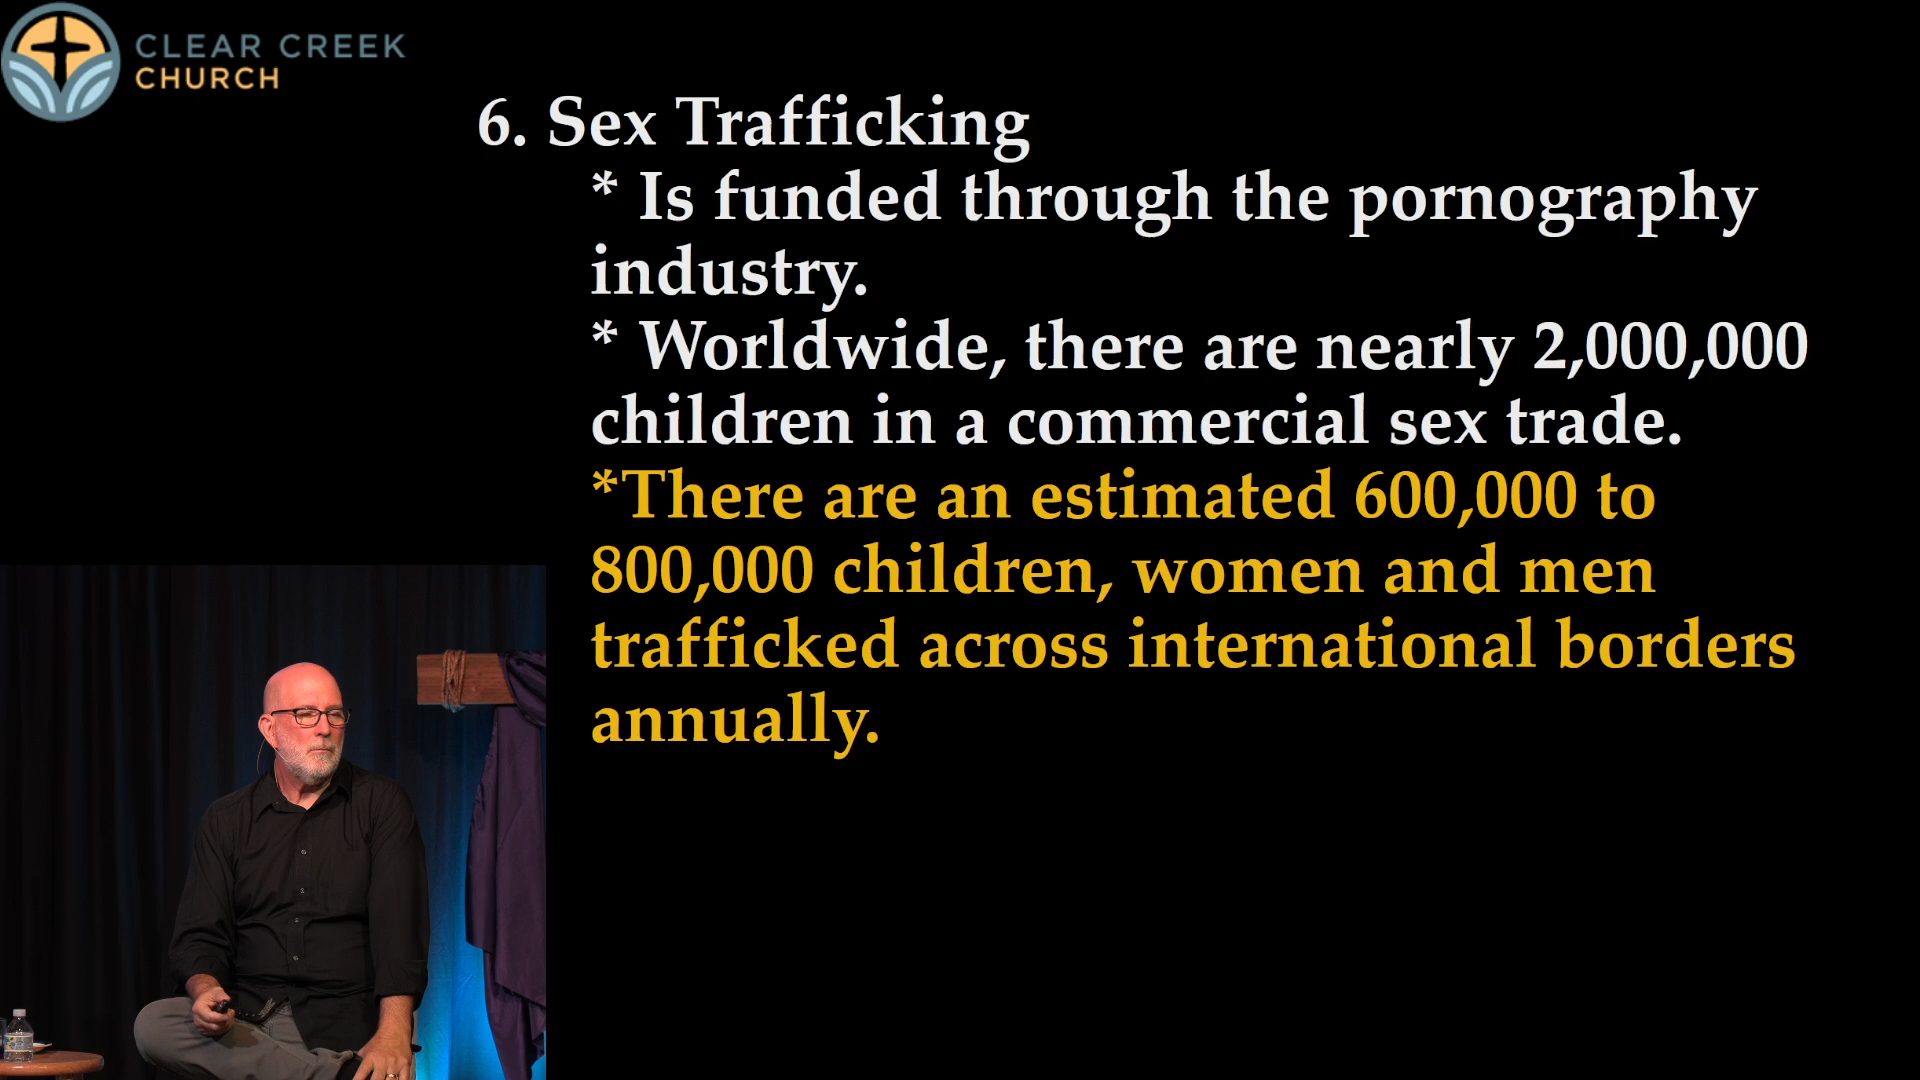 CLEAR CREEK
CHURCH
6. Sex Trafficking
* Is funded through the pornography
industry.
* Worldwide, there are nearly 2,000,000
children in a commercial sex trade.
*There are an estimated 600,000 to
800,000 children, women and men
trafficked across international borders
annually.